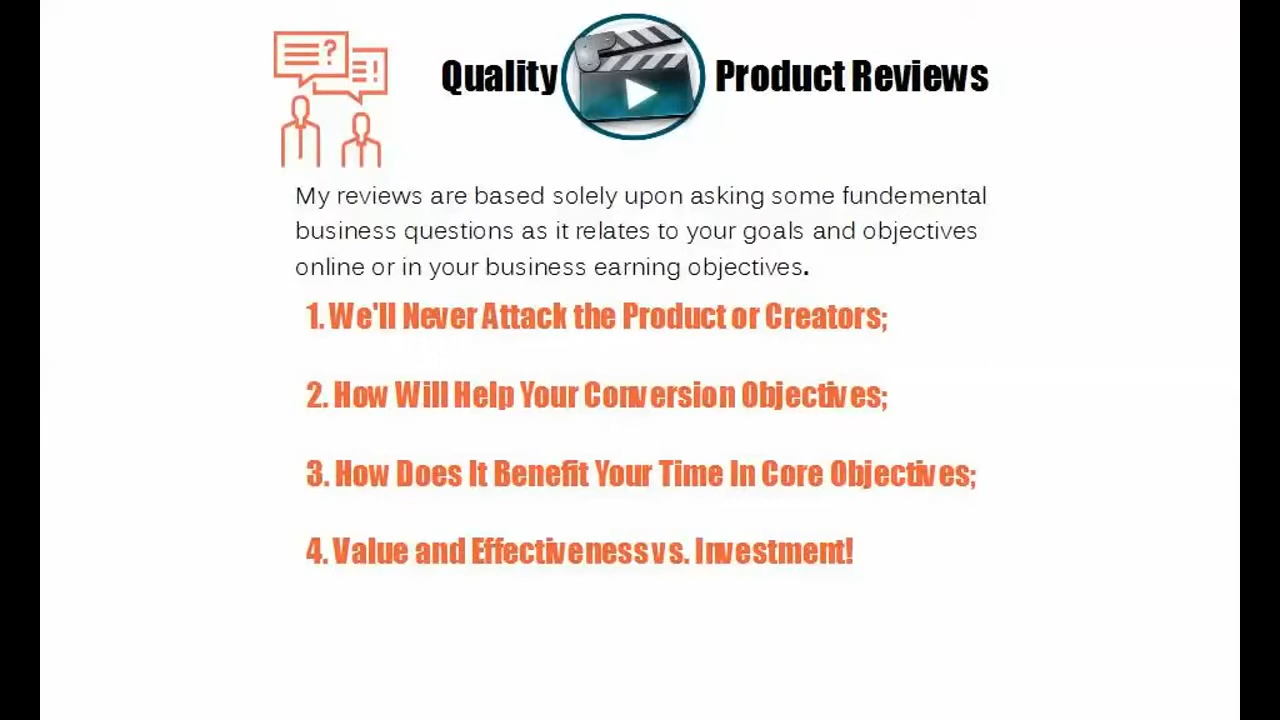 Quality Product Reviews
My reviews are based solely upon asking some fundemental
business questions as it relates to your goals and objectives
online or in your business earning objectives.
1. We'll Never Attack the Product or Creators;
2. How Will Help Your Conversion Objectives;
3. How Does It Benefit Your Time In Core Objectives;
4. Value and Effectiveness vs. Investment!